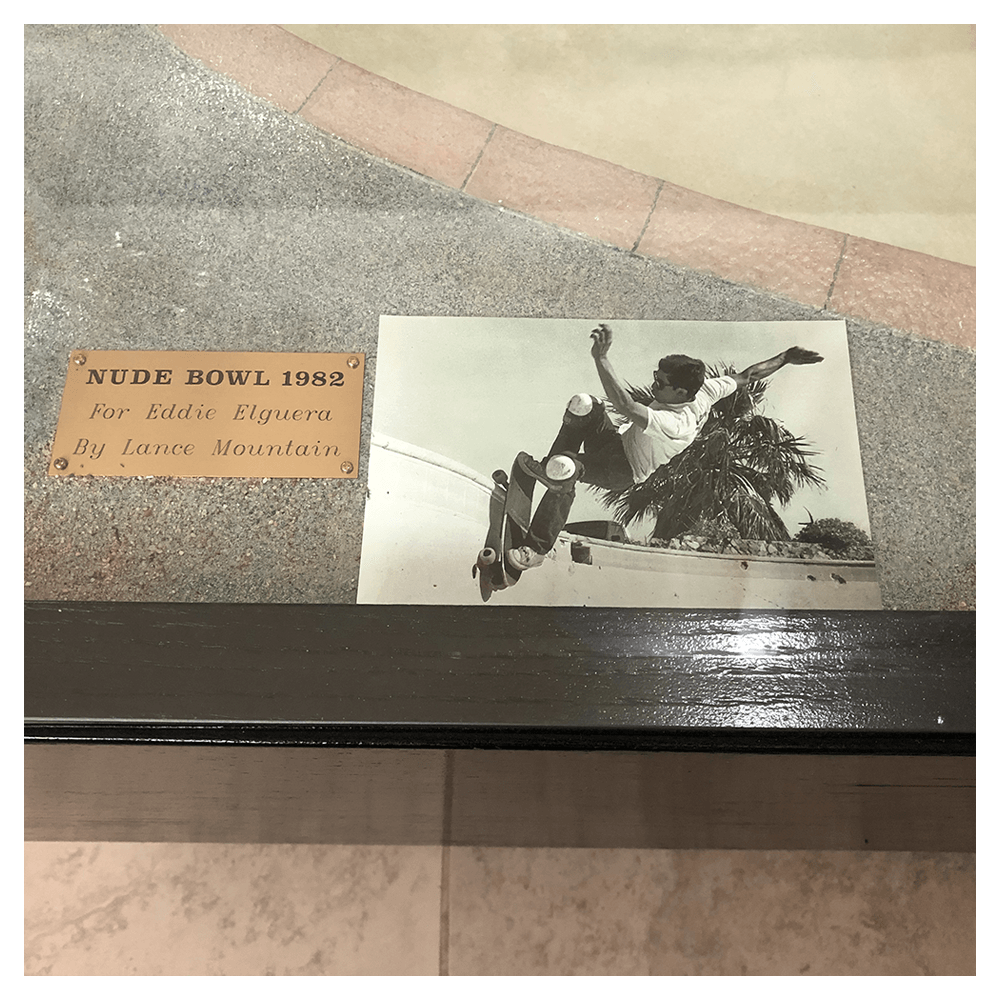 NUDE BOWL 1982
For Eddie Elguera
By Lance Mountain